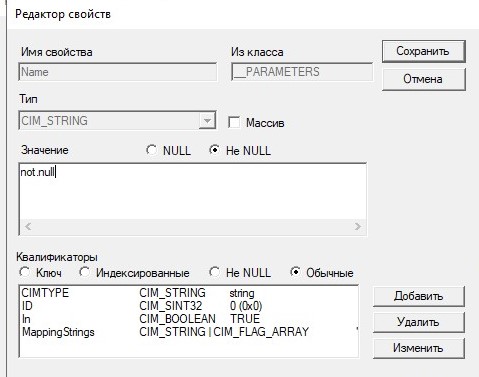 Редактор свойств
Имя свойства Из класса Сохранить
Name __PARAMETERS
Отмена
Тип
CIM_STRING Массив
Значение NULL Не NULL
not.null
Квалификаторы
Ключ Индексированные Не NULL Обычные
CIMTYPE CIM_STRING string Добавить
ID CIM_SINT32 0 (0x0)
In CIM_BOOLEAN TRUE Удалить
MappingStrings CIM_STRING | CIM_FLAG_ARRAY "
Изменить